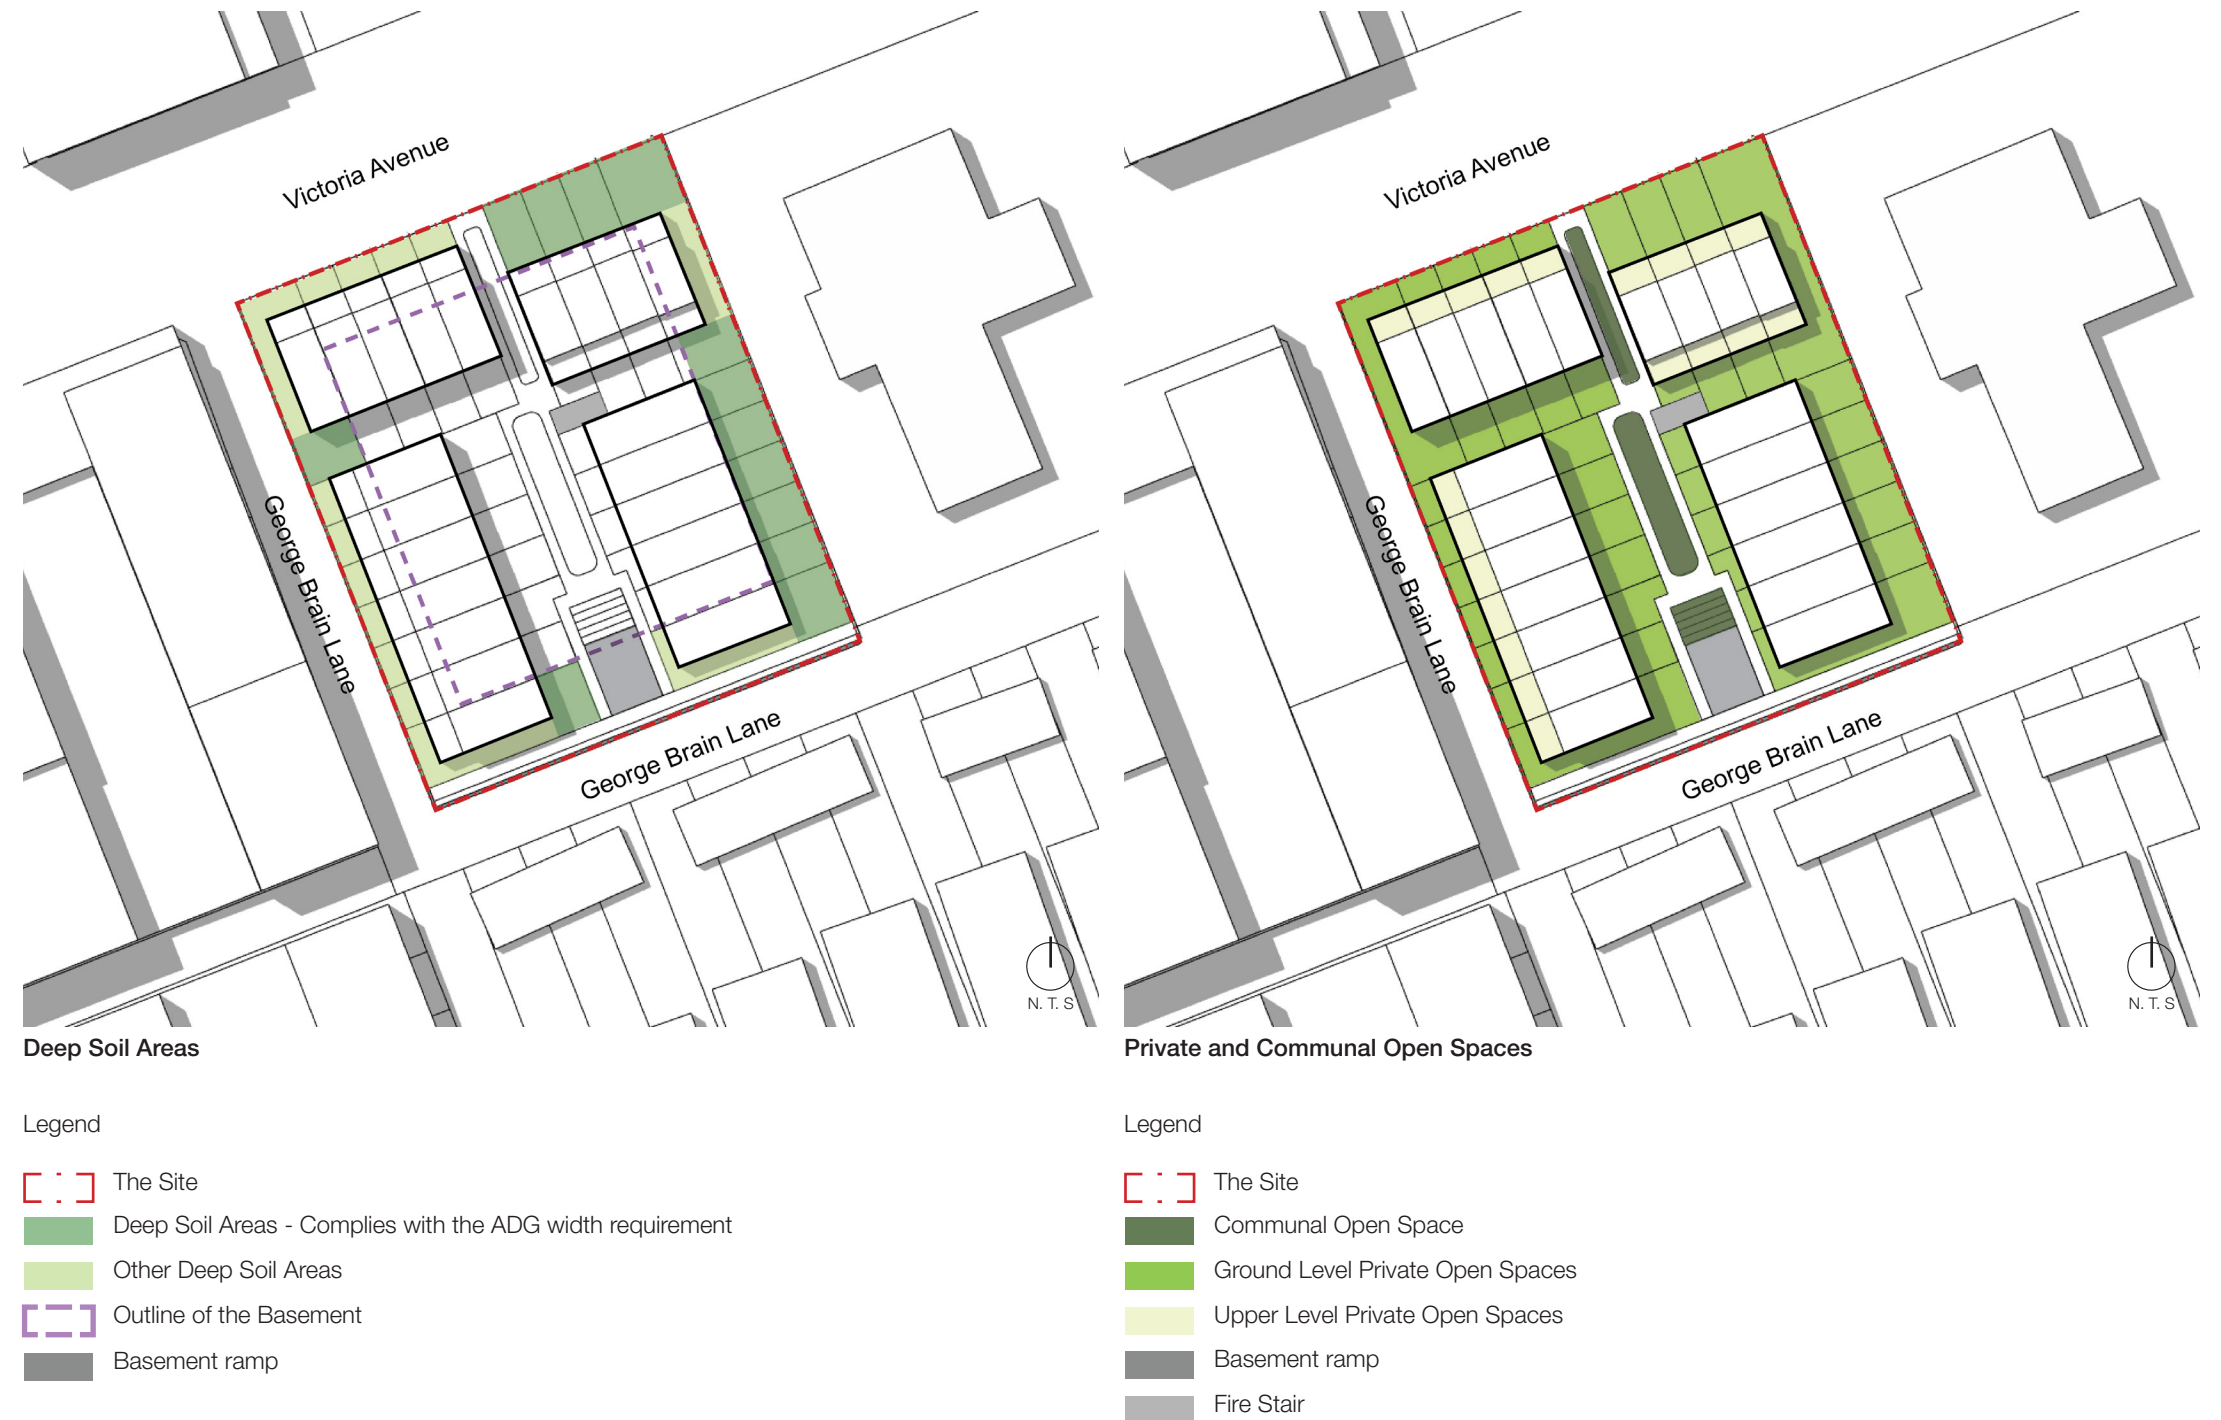 Victoria Avenue
George Brain Lane
George Brain Lane
N. T. S
Deep Soil Areas
Legend
The Site
Deep Soil Areas - Complies with the ADG width requirement
Other Deep Soil Areas
Outline of the Basement
Basement ramp
Victoria Avenue
George Brain Lane
George Brain Lane
N. T. S
Private and Communal Open Spaces
Legend
The Site
Communal Open Space
Ground Level Private Open Spaces
Upper Level Private Open Spaces
Basement ramp
Fire Stair